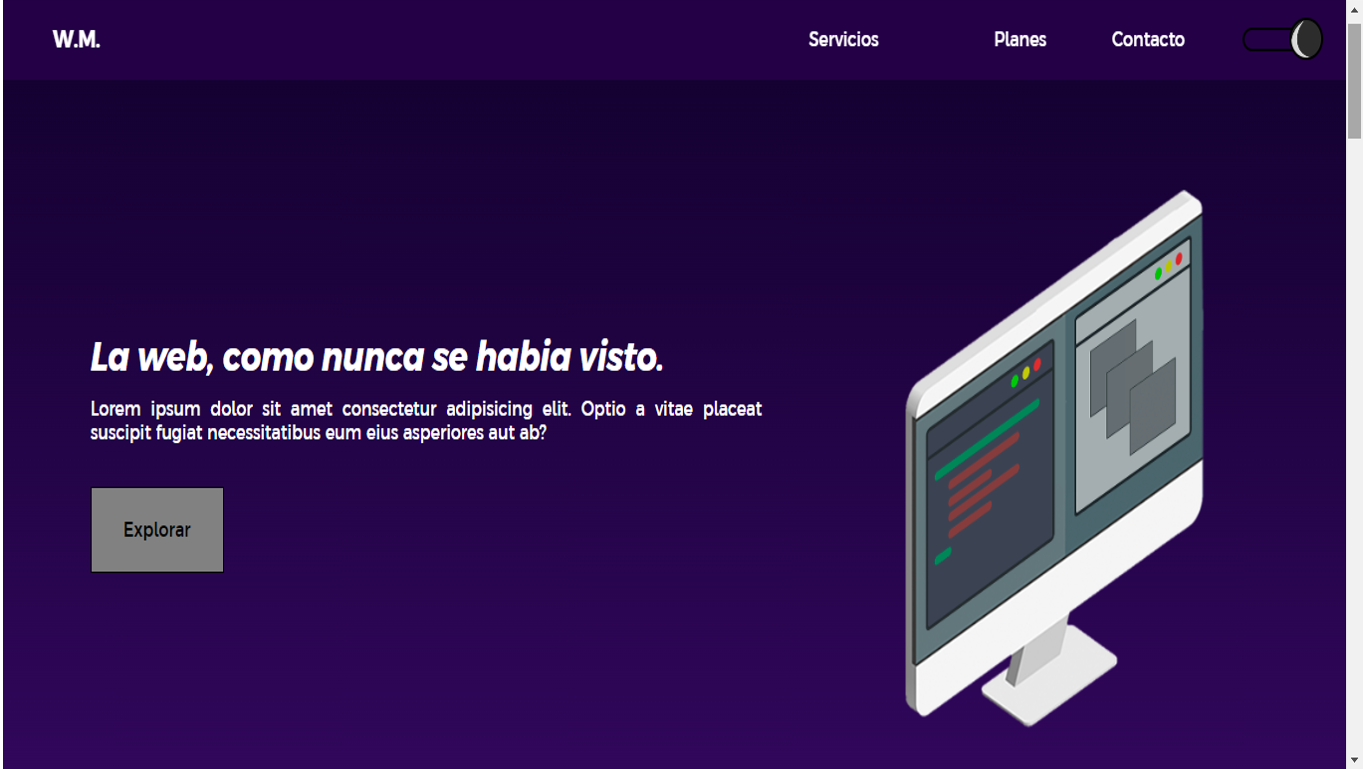 W.M.
Servicios
Planes
Contacto
La web, como nunca se habia visto.
Lorem ipsum dolor sit amet consectetur adipisicing elit. Optio a vitae placeat
suscipit fugiat necessitatibus eum eius asperiores aut ab?
Explorar